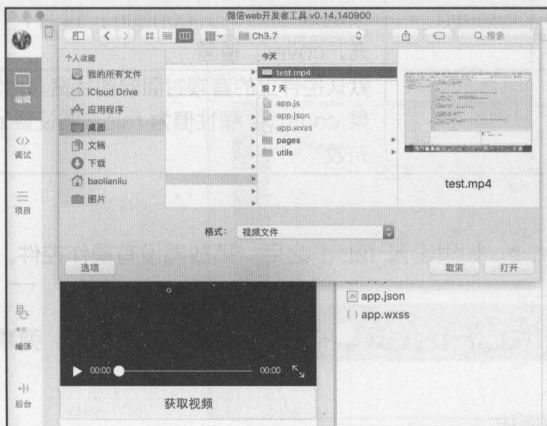 微信web开发者工具 v0.14.140900
Ch3.7
搜索
个人收藏
我的所有文件
iCloud Drive
应用程序
桌面
文稿
下载
baolianliu
图片
今天
test.mp4
前 7 天
app.js
app.json
app.wxss
pages
utils
test.mp4
格式：
视频文件
选项
取消
打开
编辑
调试
项目
编译
后台
app.json
{ } app.wxss
00:00
00:00
获取视频